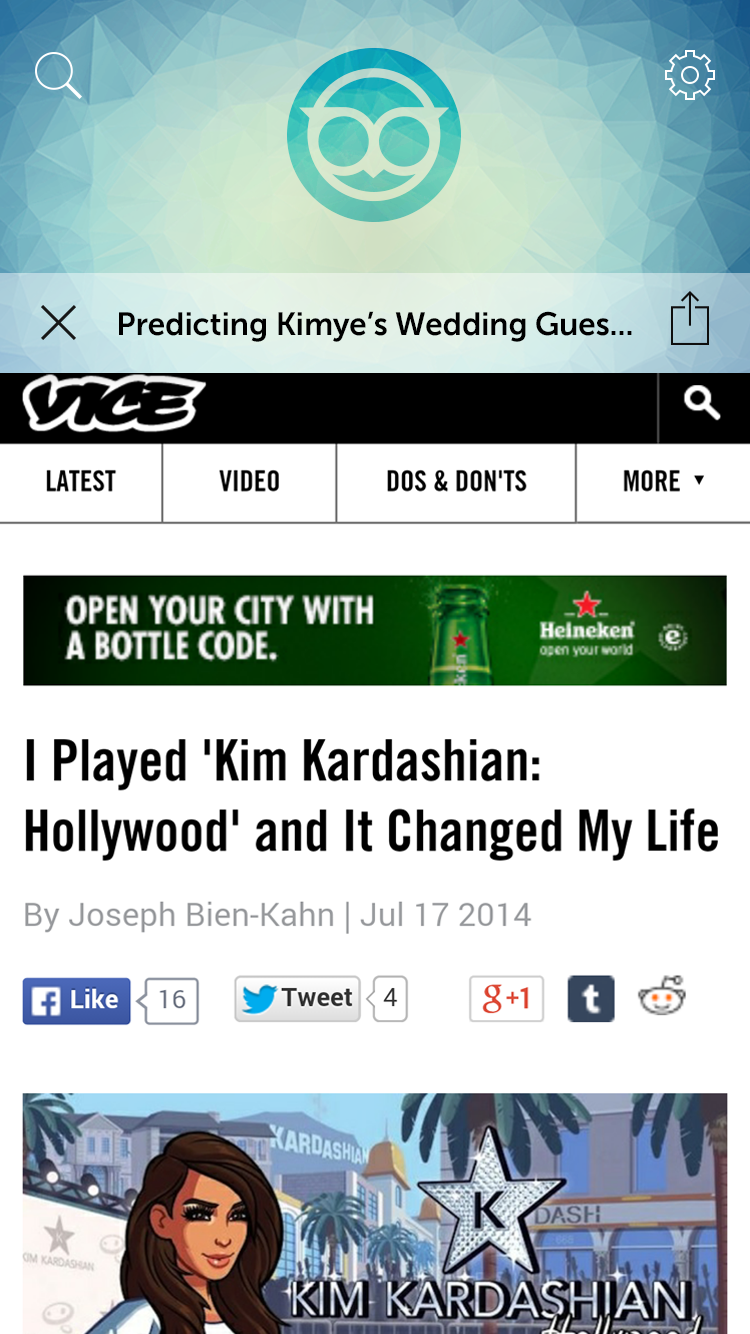 Predicting Kimye’s Wedding Gues...
VICE
LATEST VIDEO DOS & DON'TS MORE ▼
OPEN YOUR CITY WITH
A BOTTLE CODE.
Heineken
open your world
I Played 'Kim Kardashian:
Hollywood' and It Changed My Life
By Joseph Bien-Kahn | Jul 17 2014
Like 16 Tweet 4 g+1 t
KARDASHIAN
K
DASH
KIM KARDASHIAN
KIM KARDASHIAN
Hollywood